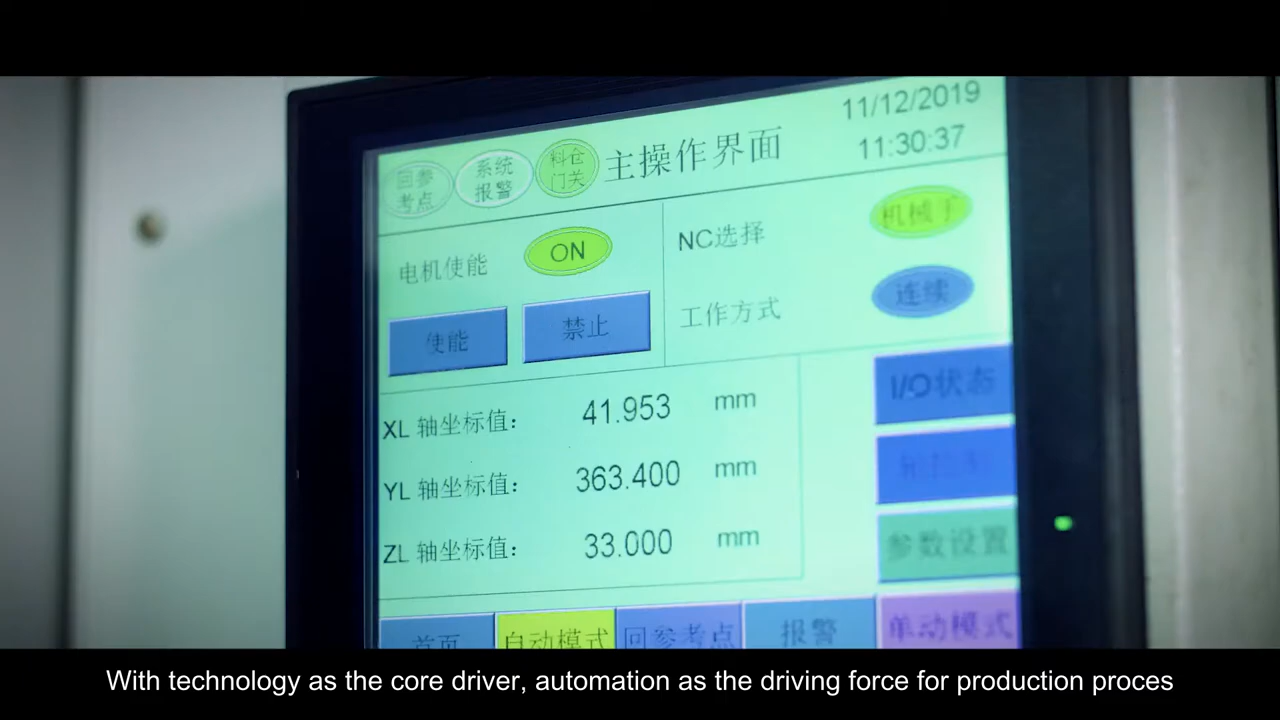 回参
考点
系统
报警
料仓
门关
主操作界面
11/12/2019
11:30:37
电机使能
ON
使能
禁止
NC选择
机械手
工作方式
连续
XL 轴坐标值: 41.953 mm
YL 轴坐标值: 363.400 mm
ZL 轴坐标值: 33.000 mm
I/O状态
参数设置
首页
自动模式
回参考点
报警
单动模式
With technology as the core driver, automation as the driving force for production proces